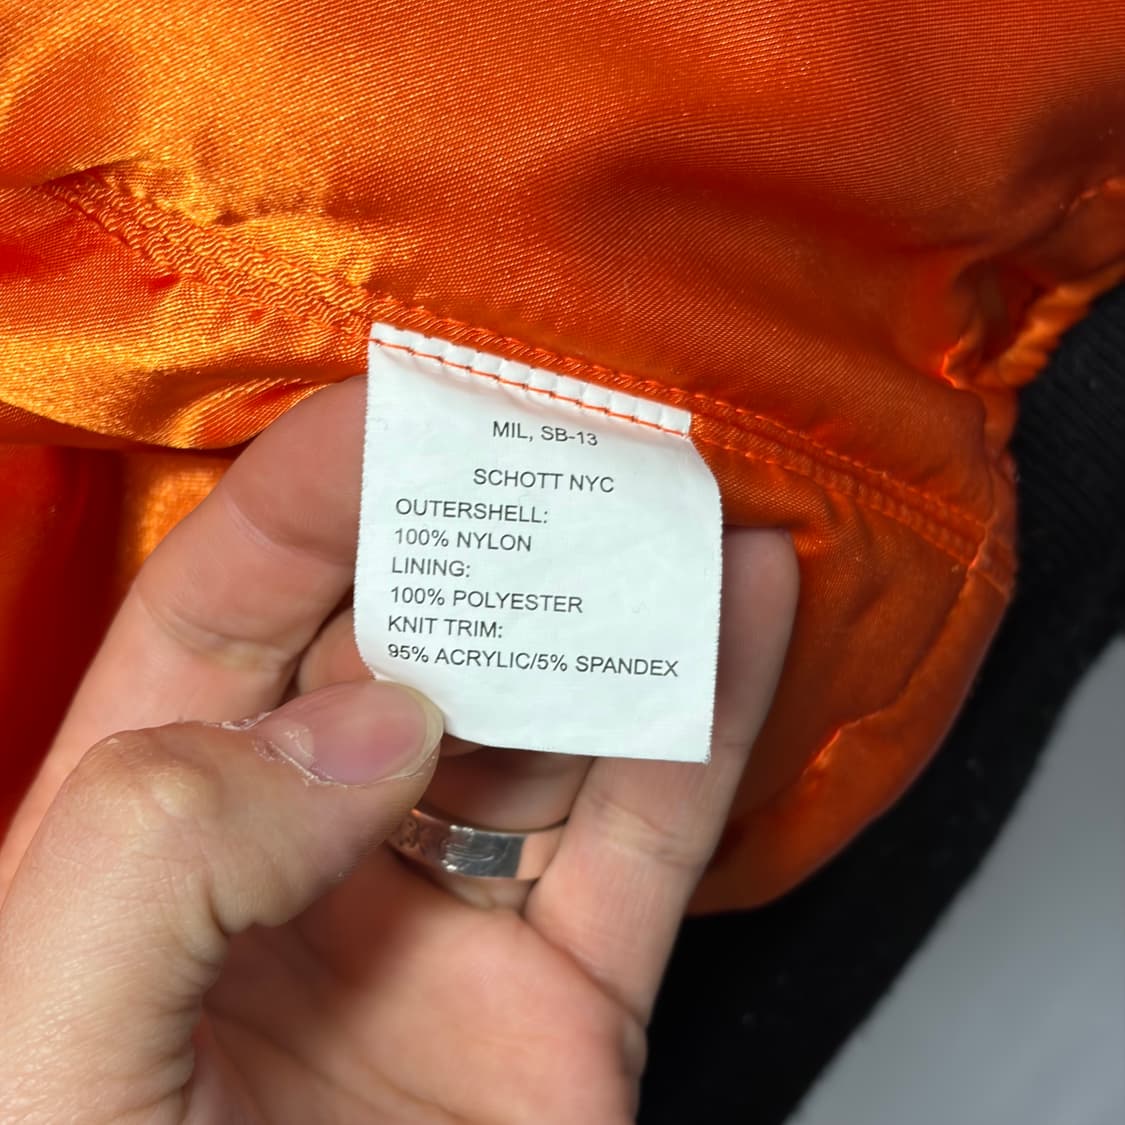 MIL, SB-13
SCHOTT NYC
OUTERSHELL:
100% NYLON
LINING:
100% POLYESTER
KNIT TRIM:
95% ACRYLIC/5% SPANDEX